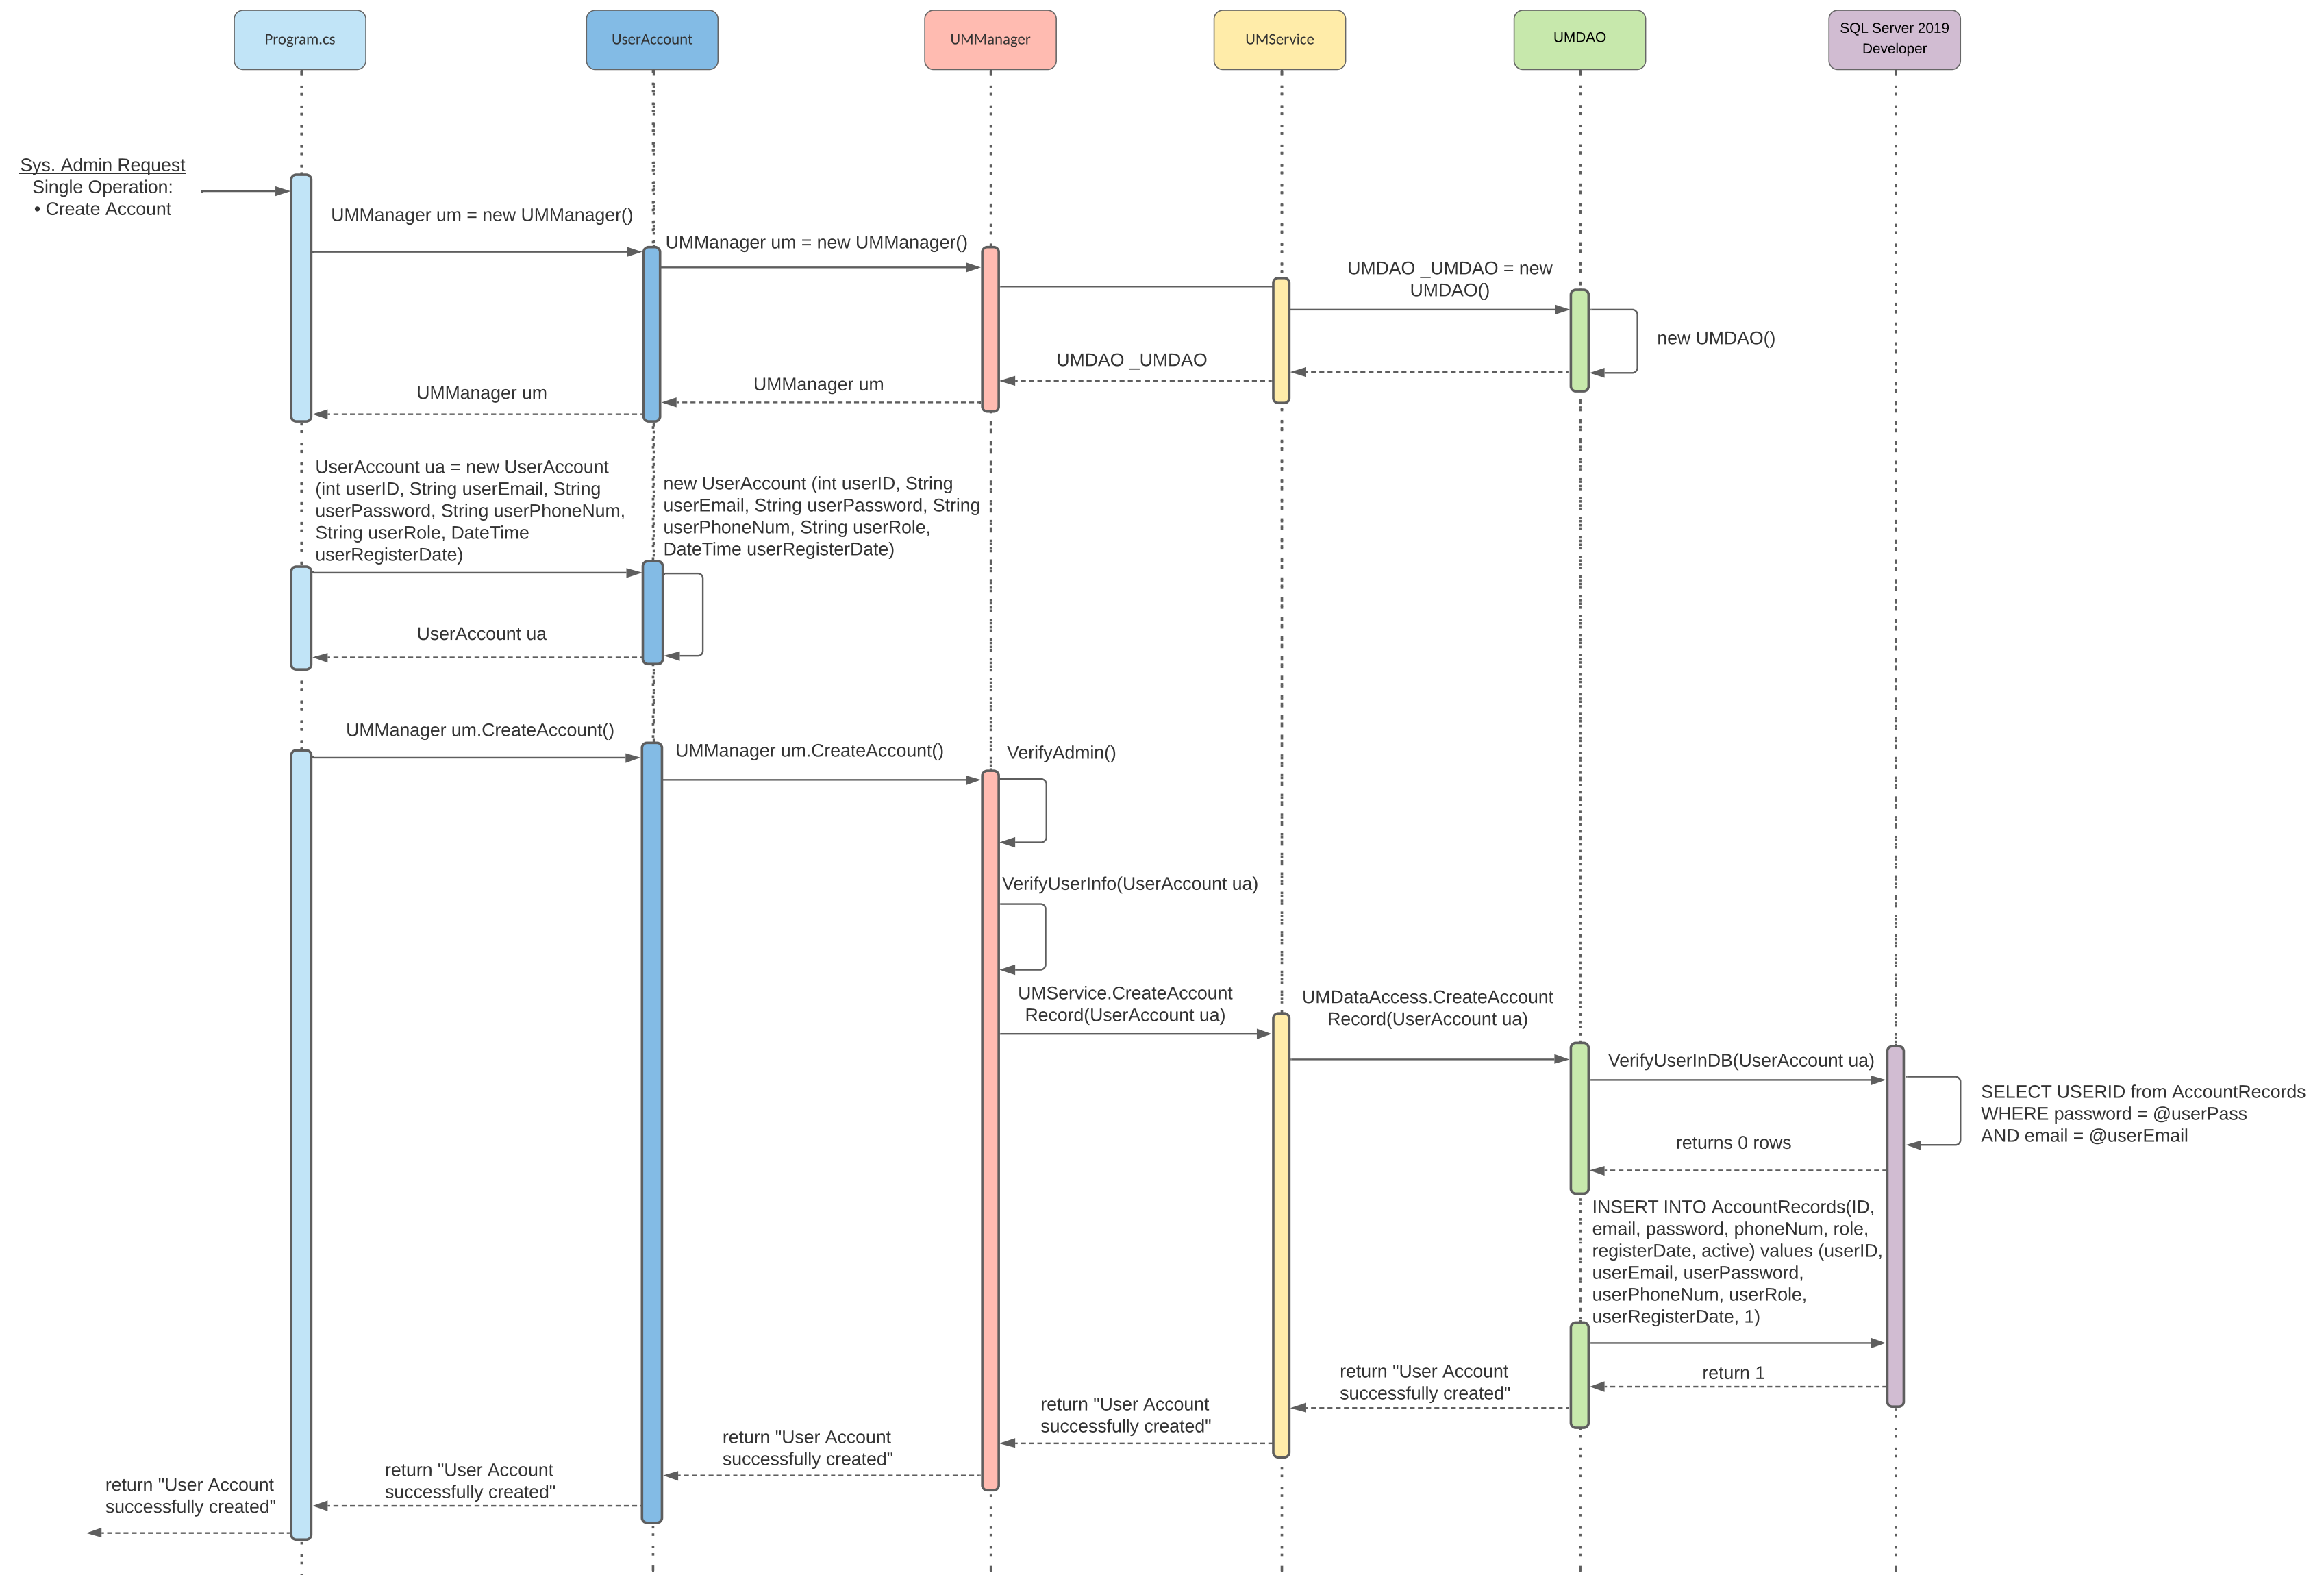 Program.cs
UserAccount
UMManager
UMService
UMDAO
SQL Server 2019
Developer
Sys. Admin Request
Single Operation:
• Create Account
UMManager um = new UMManager()
UMManager um = new UMManager()
UMDAO _UMDAO = new
UMDAO()
new UMDAO()
UMDAO _UMDAO
UMManager um
UMManager um
UserAccount ua = new UserAccount
(int userID, String userEmail, String
userPassword, String userPhoneNum,
String userRole, DateTime
userRegisterDate)
new UserAccount (int userID, String
userEmail, String userPassword, String
userPhoneNum, String userRole,
DateTime userRegisterDate)
UserAccount ua
UMManager um.CreateAccount()
UMManager um.CreateAccount()
VerifyAdmin()
VerifyUserInfo(UserAccount ua)
UMService.CreateAccount
Record(UserAccount ua)
UMDataAccess.CreateAccount
Record(UserAccount ua)
VerifyUserInDB(UserAccount ua)
SELECT USERID from AccountRecords
WHERE password = @userPass
AND email = @userEmail
returns 0 rows
INSERT INTO AccountRecords(ID,
email, password, phoneNum, role,
registerDate, active) values (userID,
userEmail, userPassword,
userPhoneNum, userRole,
userRegisterDate, 1)
return 1
return "User Account
successfully created"
return "User Account
successfully created"
return "User Account
successfully created"
return "User Account
successfully created"
return "User Account
successfully created"